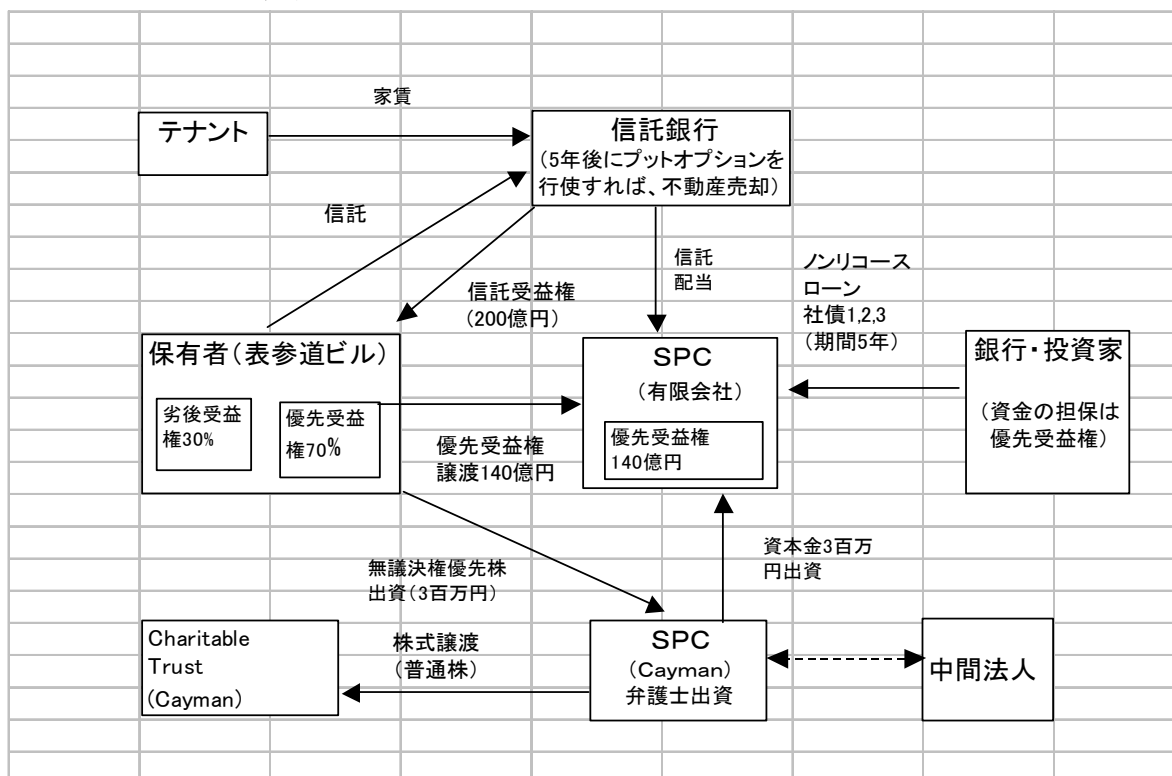 家賃
テナント
信託銀行
(5年後にプットオプションを
行使すれば、不動産売却)
信託
信託
配当
ノンリコース
ローン
社債1,2,3
(期間5年)
信託受益権
(200億円)
保有者(表参道ビル)
劣後受益
権30%
優先受益
権70%
優先受益権
譲渡140億円
SPC
(有限会社)
優先受益権
140億円
銀行・投資家
(資金の担保は
優先受益権)
無議決権優先株
出資(3百万円)
資本金3百万
円出資
Charitable
Trust
(Cayman)
株式譲渡
(普通株)
SPC
(Cayman)
弁護士出資
中間法人